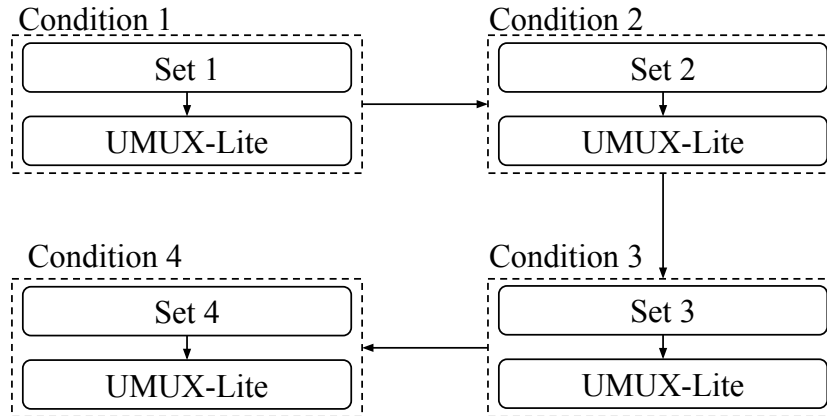 Condition 1
Set 1
UMUX-Lite
Condition 2
Set 2
UMUX-Lite
Condition 3
Set 3
UMUX-Lite
Condition 4
Set 4
UMUX-Lite